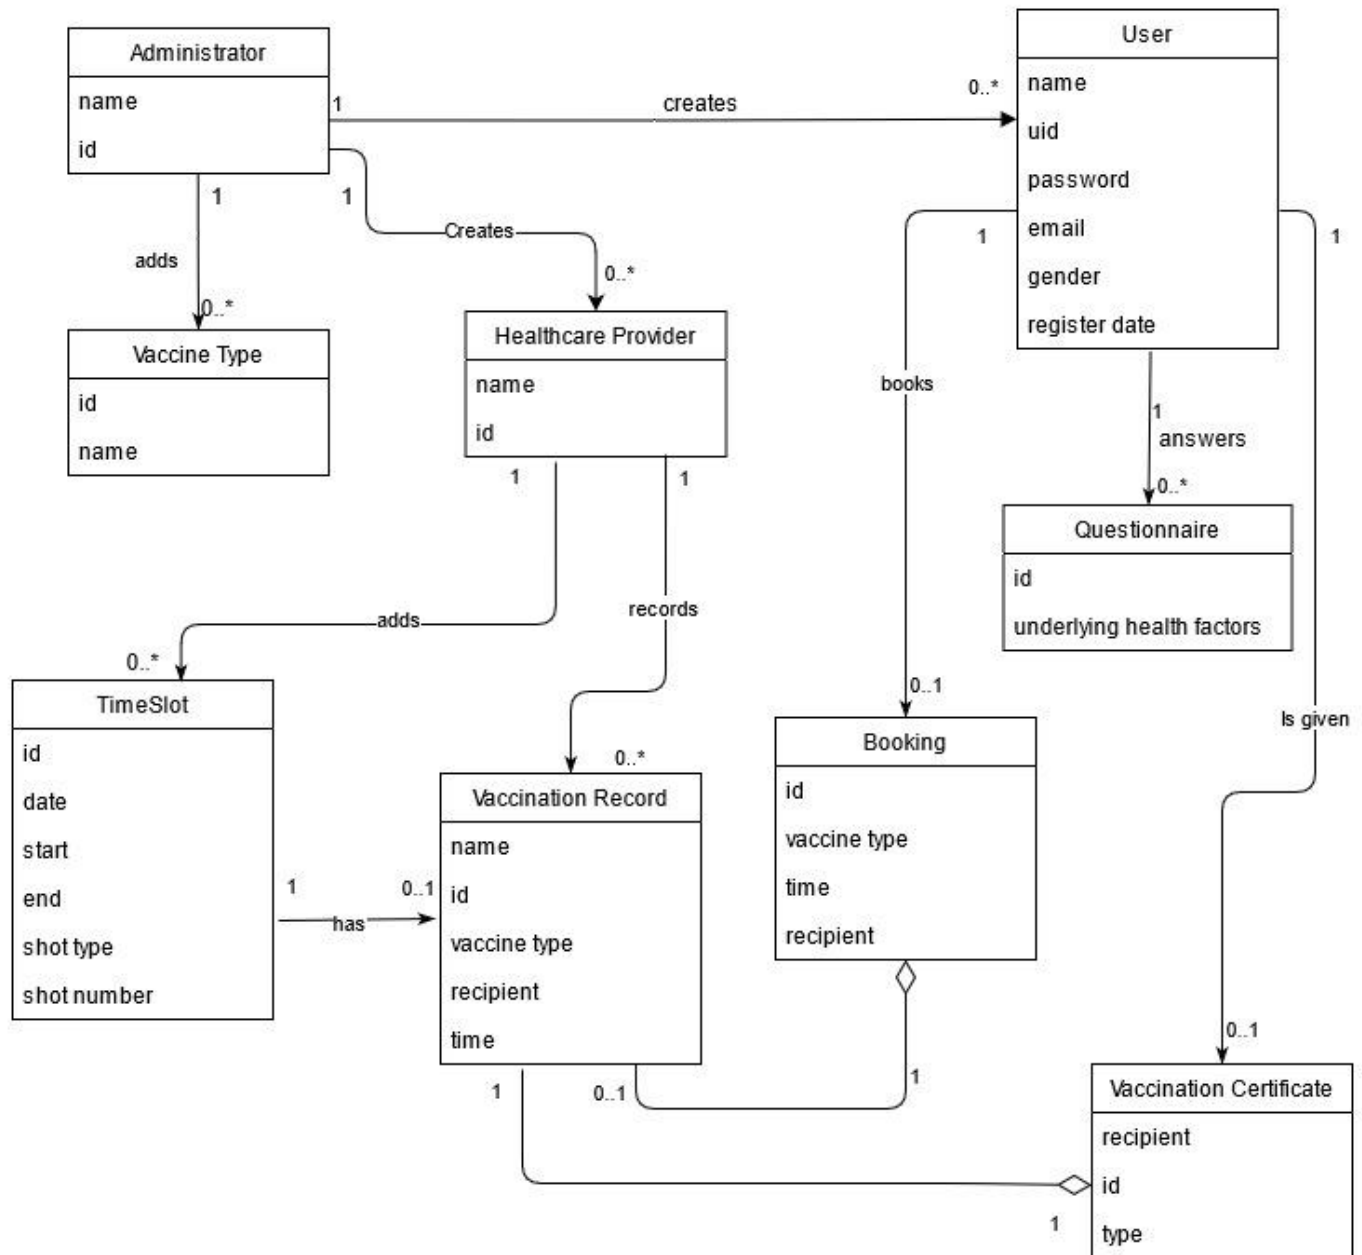 Administrator
name
id
1
creates
0..*
User
name
uid
password
email
gender
register date
1
adds
0..*
1
Creates
0..*
Vaccine Type
id
name
Healthcare Provider
name
id
1
books
0..1
1
answers
0..*
1
Is given
0..1
Questionnaire
id
underlying health factors
1
adds
0..*
1
records
0..*
TimeSlot
id
date
start
end
shot type
shot number
1
has
0..1
Vaccination Record
name
id
vaccine type
recipient
time
Booking
id
vaccine type
time
recipient
1
0..1
1
1
Vaccination Certificate
recipient
id
type